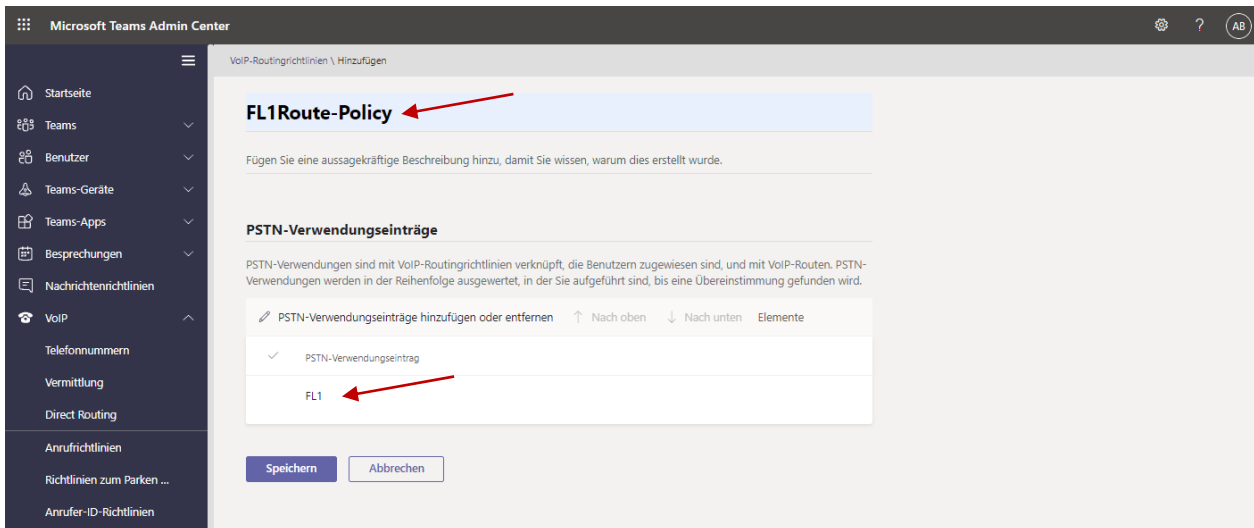 Microsoft Teams Admin Center
?
AB
VoIP-Routingrichtlinien \ Hinzufügen
Startseite
Teams
Benutzer
Teams-Geräte
Teams-Apps
Besprechungen
Nachrichtenrichtlinien
VoIP
Telefonnummern
Vermittlung
Direct Routing
Anrufrichtlinien
Richtlinien zum Parken ...
Anrufer-ID-Richtlinien
FL1Route-Policy
Fügen Sie eine aussagekräftige Beschreibung hinzu, damit Sie wissen, warum dies erstellt wurde.
PSTN-Verwendungseinträge
PSTN-Verwendungen sind mit VoIP-Routingrichtlinien verknüpft, die Benutzern zugewiesen sind, und mit VoIP-Routen. PSTN-
Verwendungen werden in der Reihenfolge ausgewertet, in der Sie aufgeführt sind, bis eine Übereinstimmung gefunden wird.
PSTN-Verwendungseinträge hinzufügen oder entfernen ↑ Nach oben ↓ Nach unten Elemente
PSTN-Verwendungseintrag
FL1
Speichern Abbrechen